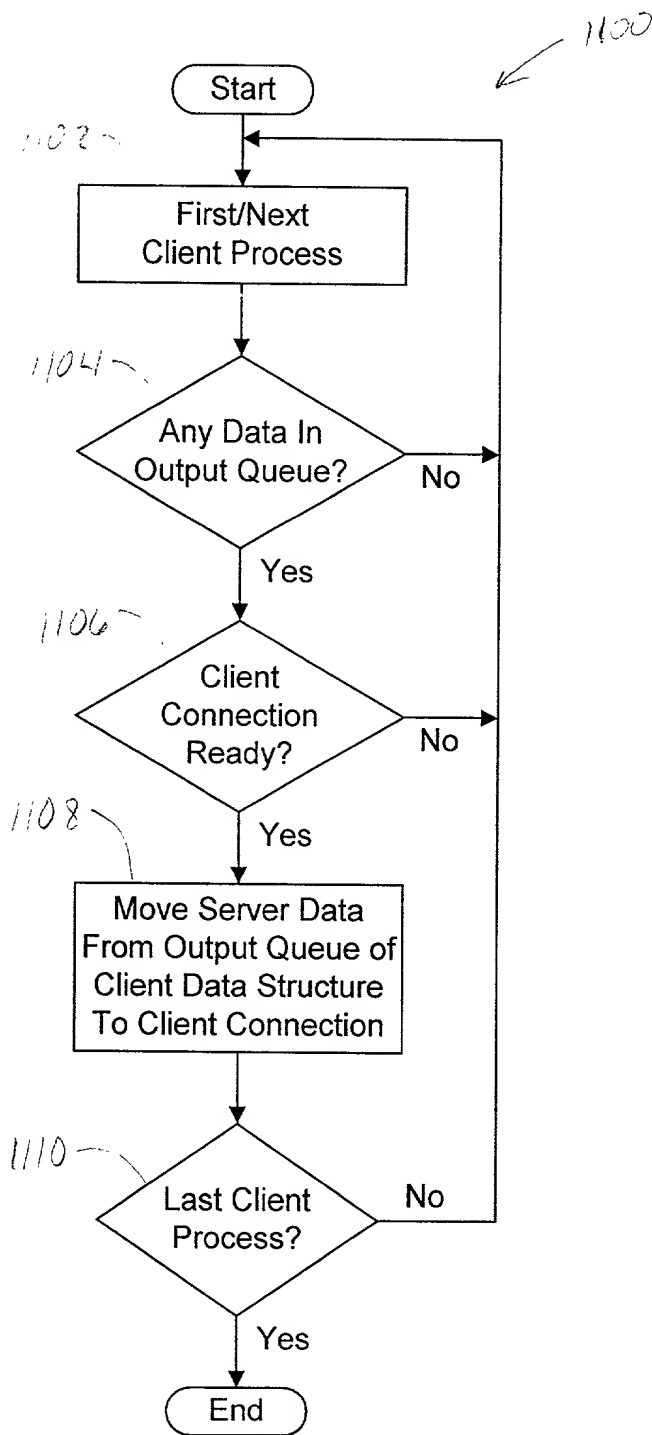 1100
Start
1102
First/Next
Client Process
1104
Any Data In
Output Queue?
No
Yes
1106
Client
Connection
Ready?
No
Yes
1108
Move Server Data
From Output Queue of
Client Data Structure
To Client Connection
1110
Last Client
Process?
No
Yes
End